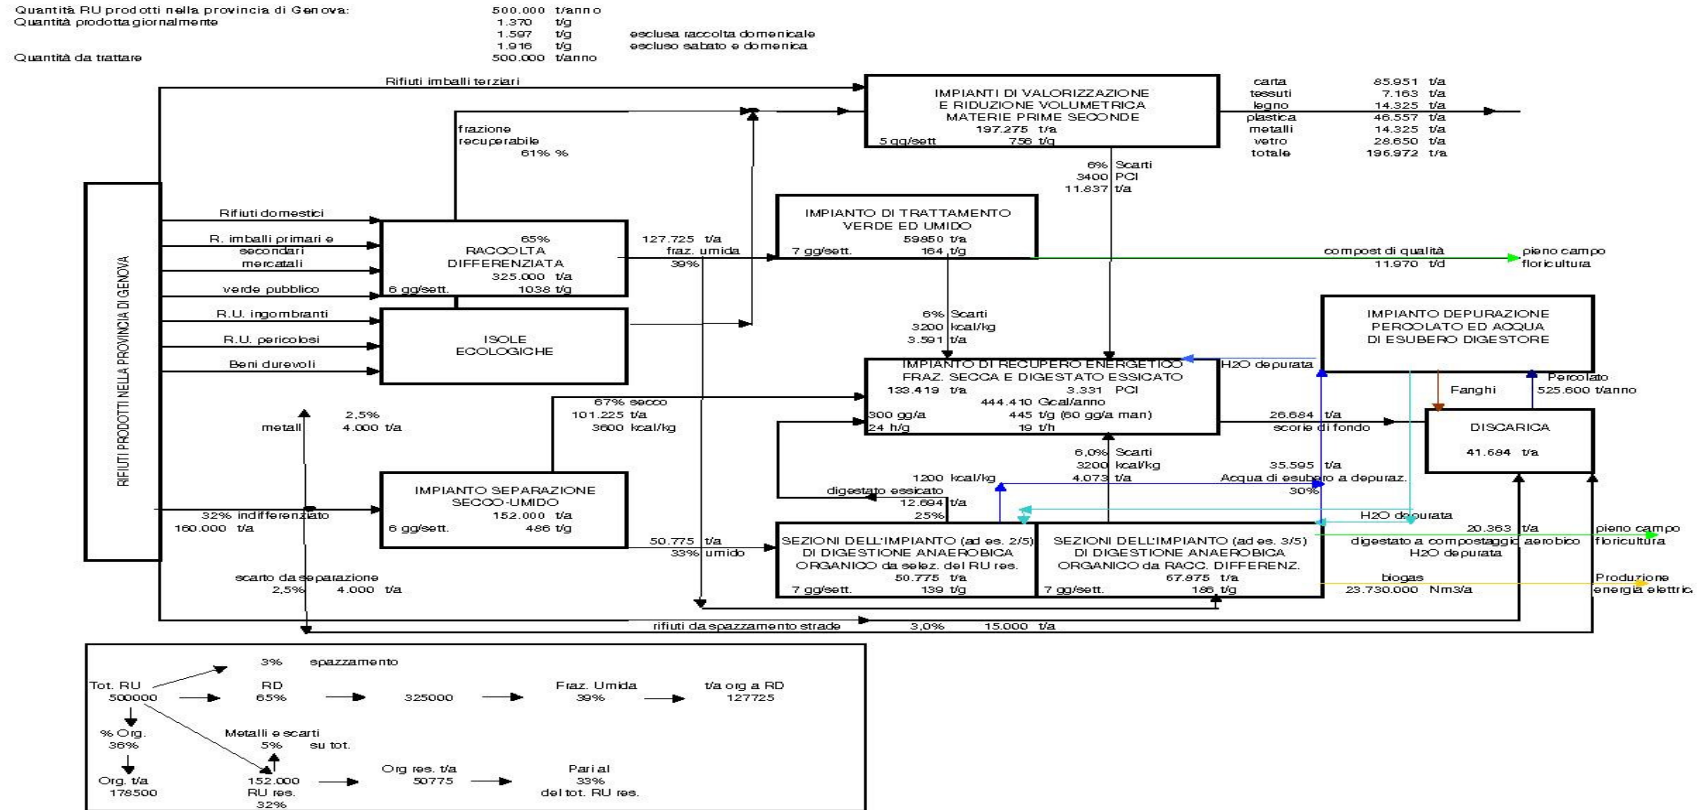 Quantità RU prodotti nella provincia di Genova: 500.000 t/anno
Quantità prodotta giornalmente 1.370 t/g
1.597 t/g esclusa raccolta domenicale
1.916 t/g escluso sabato e domenica
Quantità da trattare 500.000 t/anno
Rifiuti imballi terziari
IMPIANTI DI VALORIZZAZIONE
E RIDUZIONE VOLUMETRICA
MATERIE PRIME SECONDE
197.275 t/a
5 gg/sett 756 t/g
carta 85.951 t/a
tessuti 7.163 t/a
legno 14.325 t/a
plastica 46.557 t/a
metalli 14.325 t/a
vetro 28.650 t/a
totale 196.972 t/a
frazione
recuperabile
61% %
6% Scarti
3400 PCI
11.837 t/a
RIFIUTI PRODOTTI NELLA PROVINCIA DI GENOVA
Rifiuti domestici
R. imballi primari e
secondari
mercatali
verde pubblico
R.U. ingombranti
R.U. pericolosi
Beni durevoli
65%
RACCOLTA
DIFFERENZIATA
325.000 t/a
6 gg/sett. 1038 t/g
127.725 t/a
fraz. umida
39%
IMPIANTO DI TRATTAMENTO
VERDE ED UMIDO
59850 t/a
7 gg/sett. 164 t/g
compost di qualità
11.970 t/d
pieno campo
floricultura
ISOLE
ECOLOGICHE
6% Scarti
3200 kcal/kg
3.591 t/a
IMPIANTO DEPURAZIONE
PERCOLATO ED ACQUA
DI ESUBERO DIGESTORE
H2O depurata
IMPIANTO DI RECUPERO ENERGETICO
FRAZ. SECCA E DIGESTATO ESSICATO
133.419 t/a 3.331 PCI
444.410 Gcal/anno
300 gg/a 445 t/g (60 gg/a man)
24 h/g 19 t/h
Fanghi
Percolato
525.600 t/anno
67% secco
101.225 t/a
3600 kcal/kg
2,5%
metalli 4.000 t/a
26.684 t/a
scorie di fondo
DISCARICA
41.684 t/a
6,0% Scarti
3200 kcal/kg
4.073 t/a
1200 kcal/kg
digestato essicato
12.694 t/a
25%
35.595 t/a
Acqua di esubero a depuraz.
30%
IMPIANTO SEPARAZIONE
SECCO-UMIDO
152.000 t/a
6 gg/sett. 486 t/g
32% indifferenziato
160.000 t/a
50.775 t/a
33% umido
H2O depurata
SEZIONI DELL'IMPIANTO (ad es. 2/5)
DI DIGESTIONE ANAEROBICA
ORGANICO da selez. del RU res.
50.775 t/a
7 gg/sett. 139 t/g
SEZIONI DELL'IMPIANTO (ad es. 3/5)
DI DIGESTIONE ANAEROBICA
ORGANICO da RACC. DIFFERENZ.
67.875 t/a
7 gg/sett. 186 t/g
20.363 t/a
digestato a compostaggio aerobico
H2O depurata
pieno campo
floricultura
biogas
23.730.000 Nm3/a
Produzione
energia elettric
scarto da separazione
2,5% 4.000 t/a
rifiuti da spazzamento strade 3,0% 15.000 t/a
3% spazzamento
Tot. RU RD Fraz. Umida t/a org a RD
500000 65% 325000 39% 127725
% Org. Metalli e scarti
36% 5% su tot.
Org. t/a 152.000 Org res. t/a Pari al
178500 RU res. 50775 33%
32% del tot. RU res.